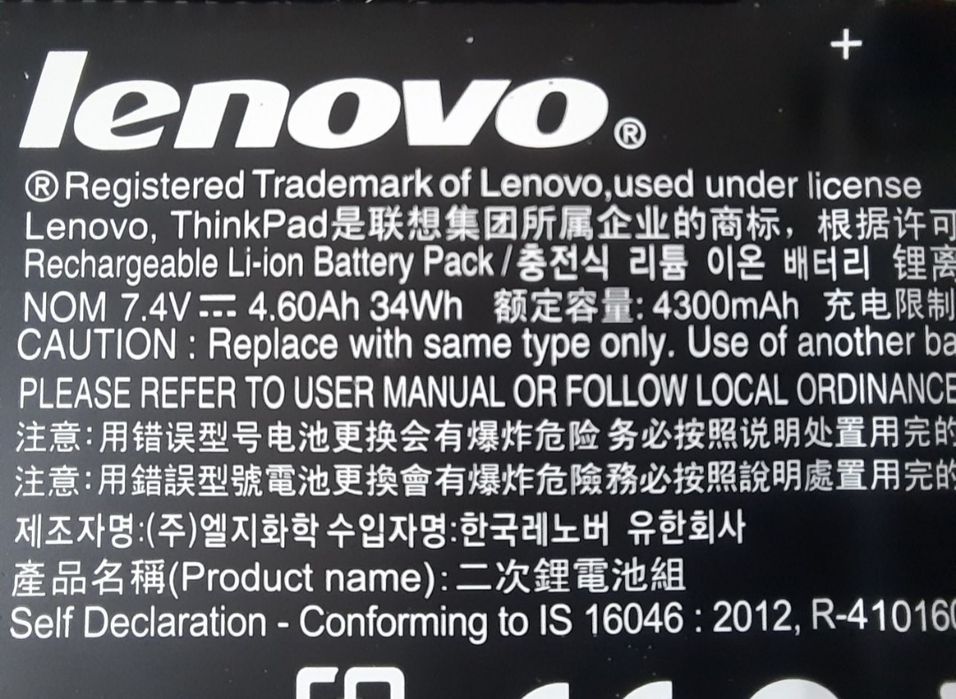 +
lenovo®
® Registered Trademark of Lenovo,used under license
Lenovo, ThinkPad是联想集团所属企业的商标，根据许可
Rechargeable Li-ion Battery Pack / 충전식 리튬 이온 배터리 锂离
NOM 7.4V⎓ 4.60Ah 34Wh 额定容量: 4300mAh 充电限制
CAUTION : Replace with same type only. Use of another ba
PLEASE REFER TO USER MANUAL OR FOLLOW LOCAL ORDINANCE
注意:用错误型号电池更换会有爆炸危险 务必按照说明处置用完的
注意:用錯誤型號電池更換會有爆炸危險務必按照說明處置用完的
제조자명:(주)엘지화학 수입자명:한국레노버 유한회사
產品名稱(Product name): 二次鋰電池組
Self Declaration - Conforming to IS 16046 : 2012, R-410160